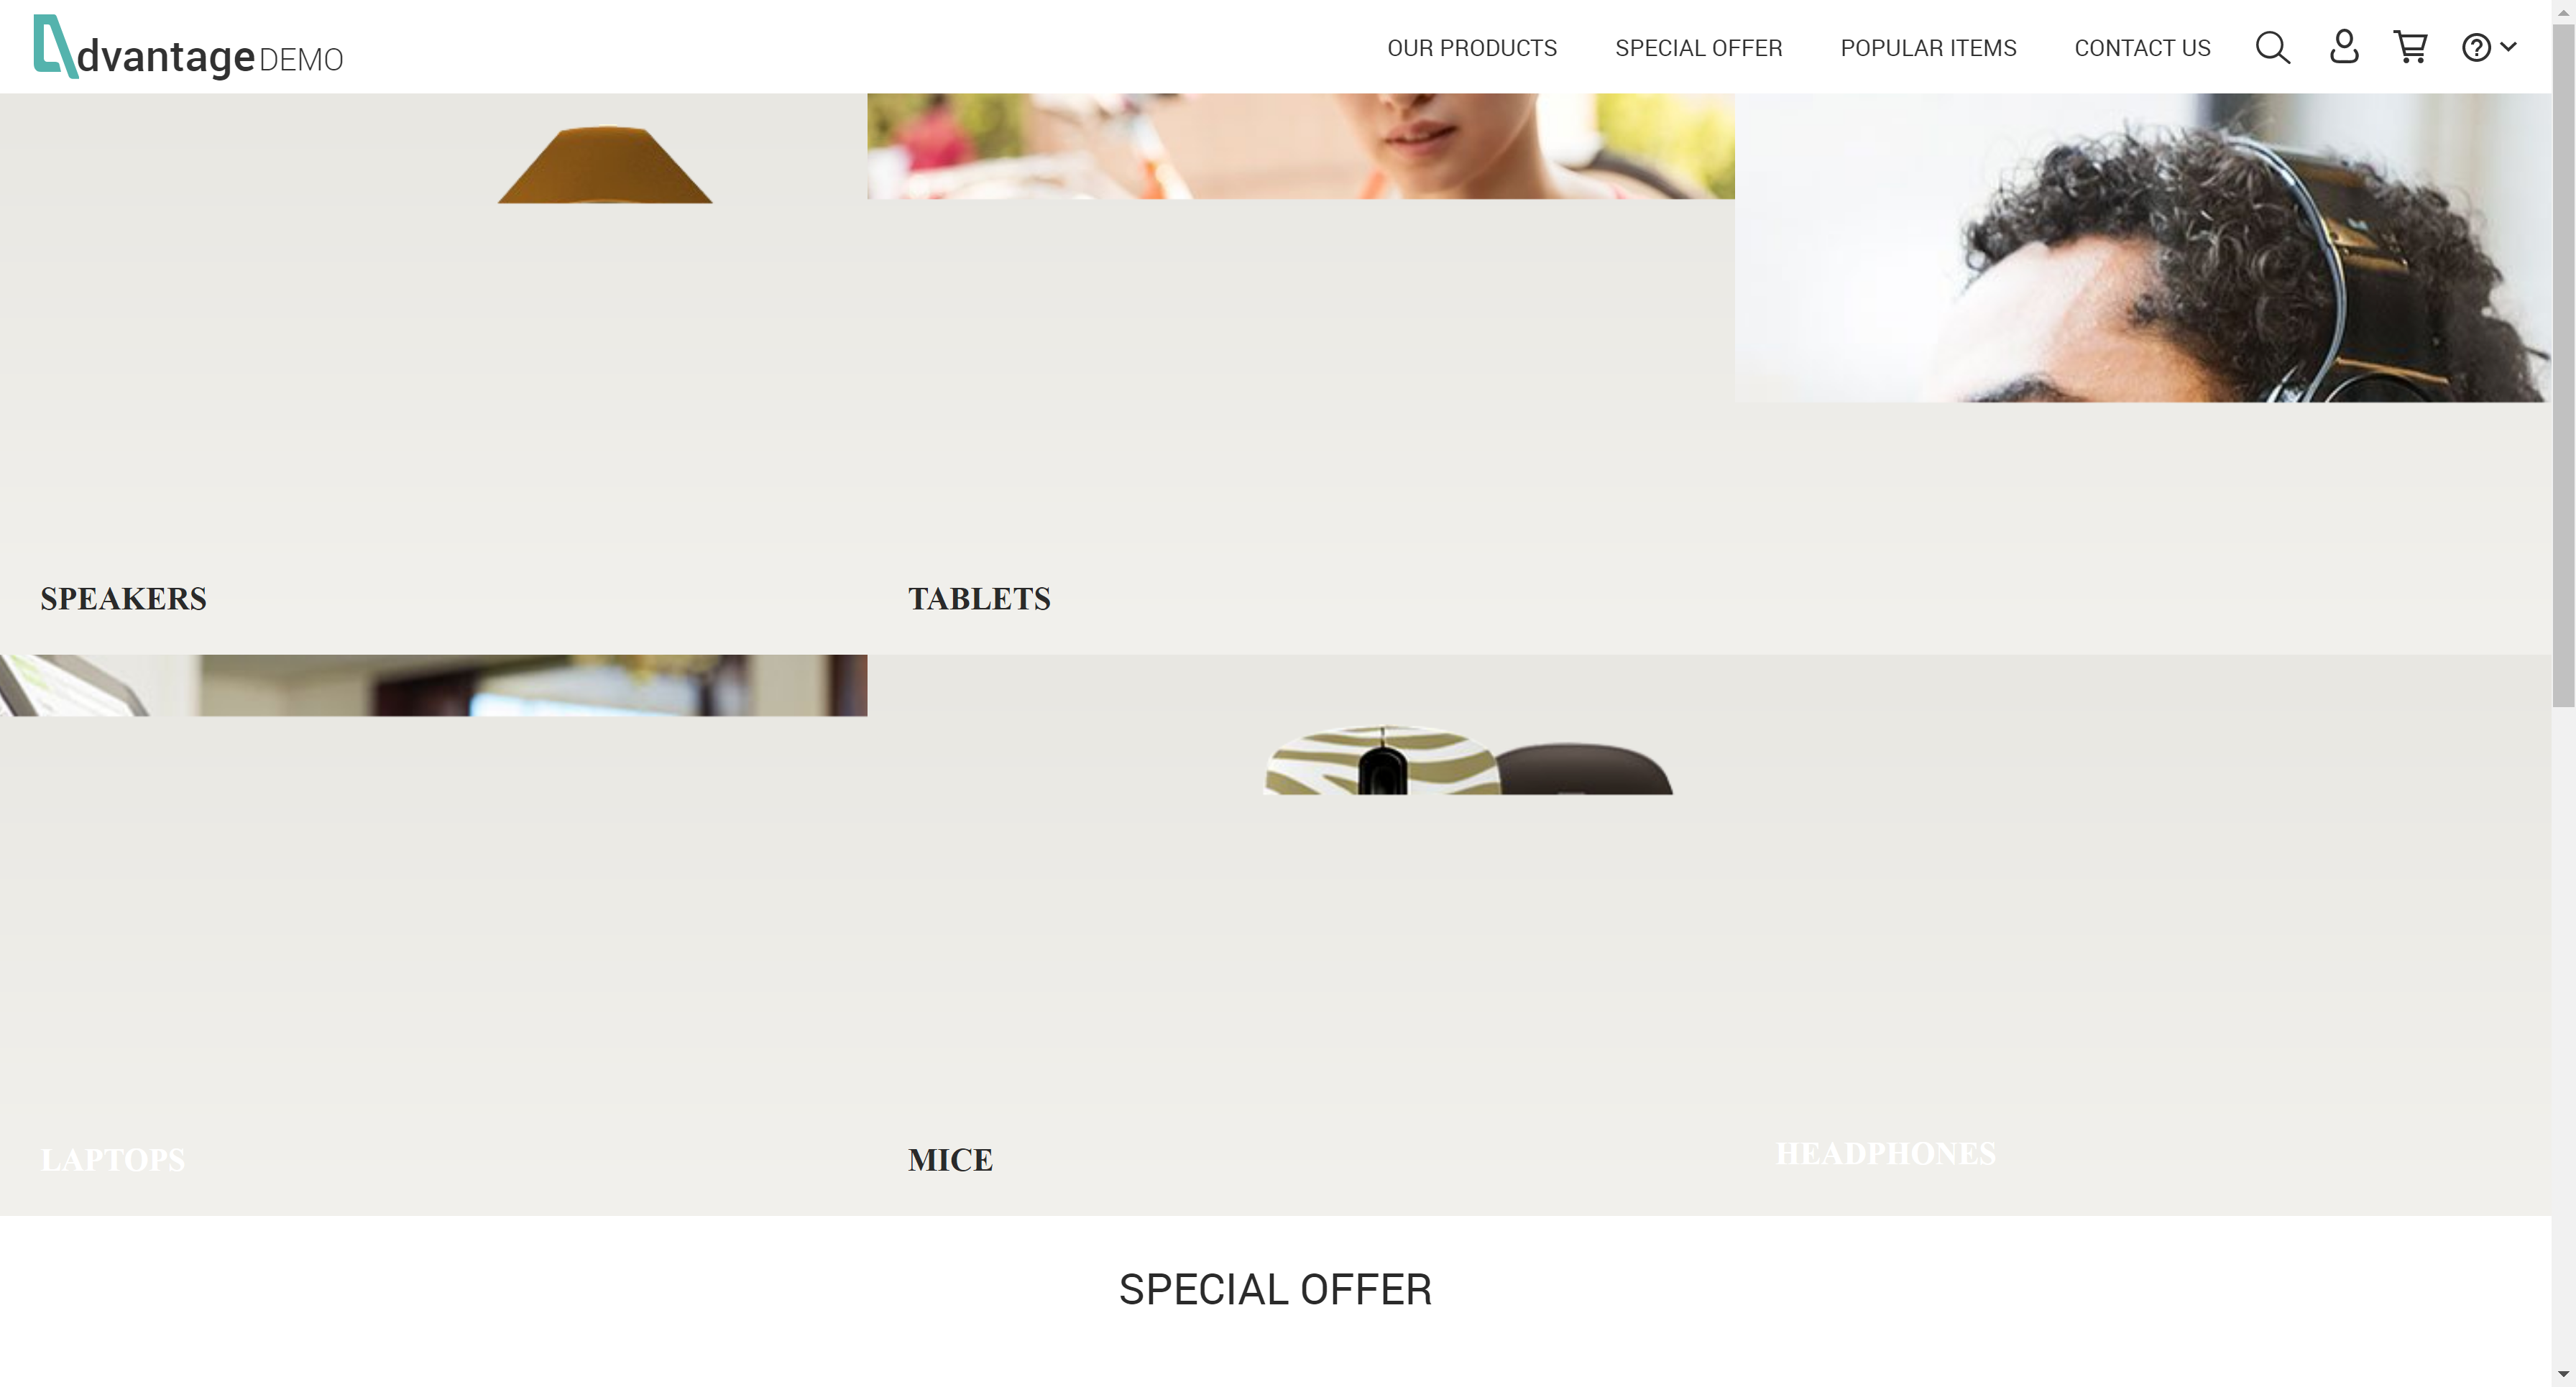 dvantage DEMO
OUR PRODUCTS
SPECIAL OFFER
POPULAR ITEMS
CONTACT US
SPEAKERS
TABLETS
LAPTOPS
MICE
HEADPHONES
SPECIAL OFFER